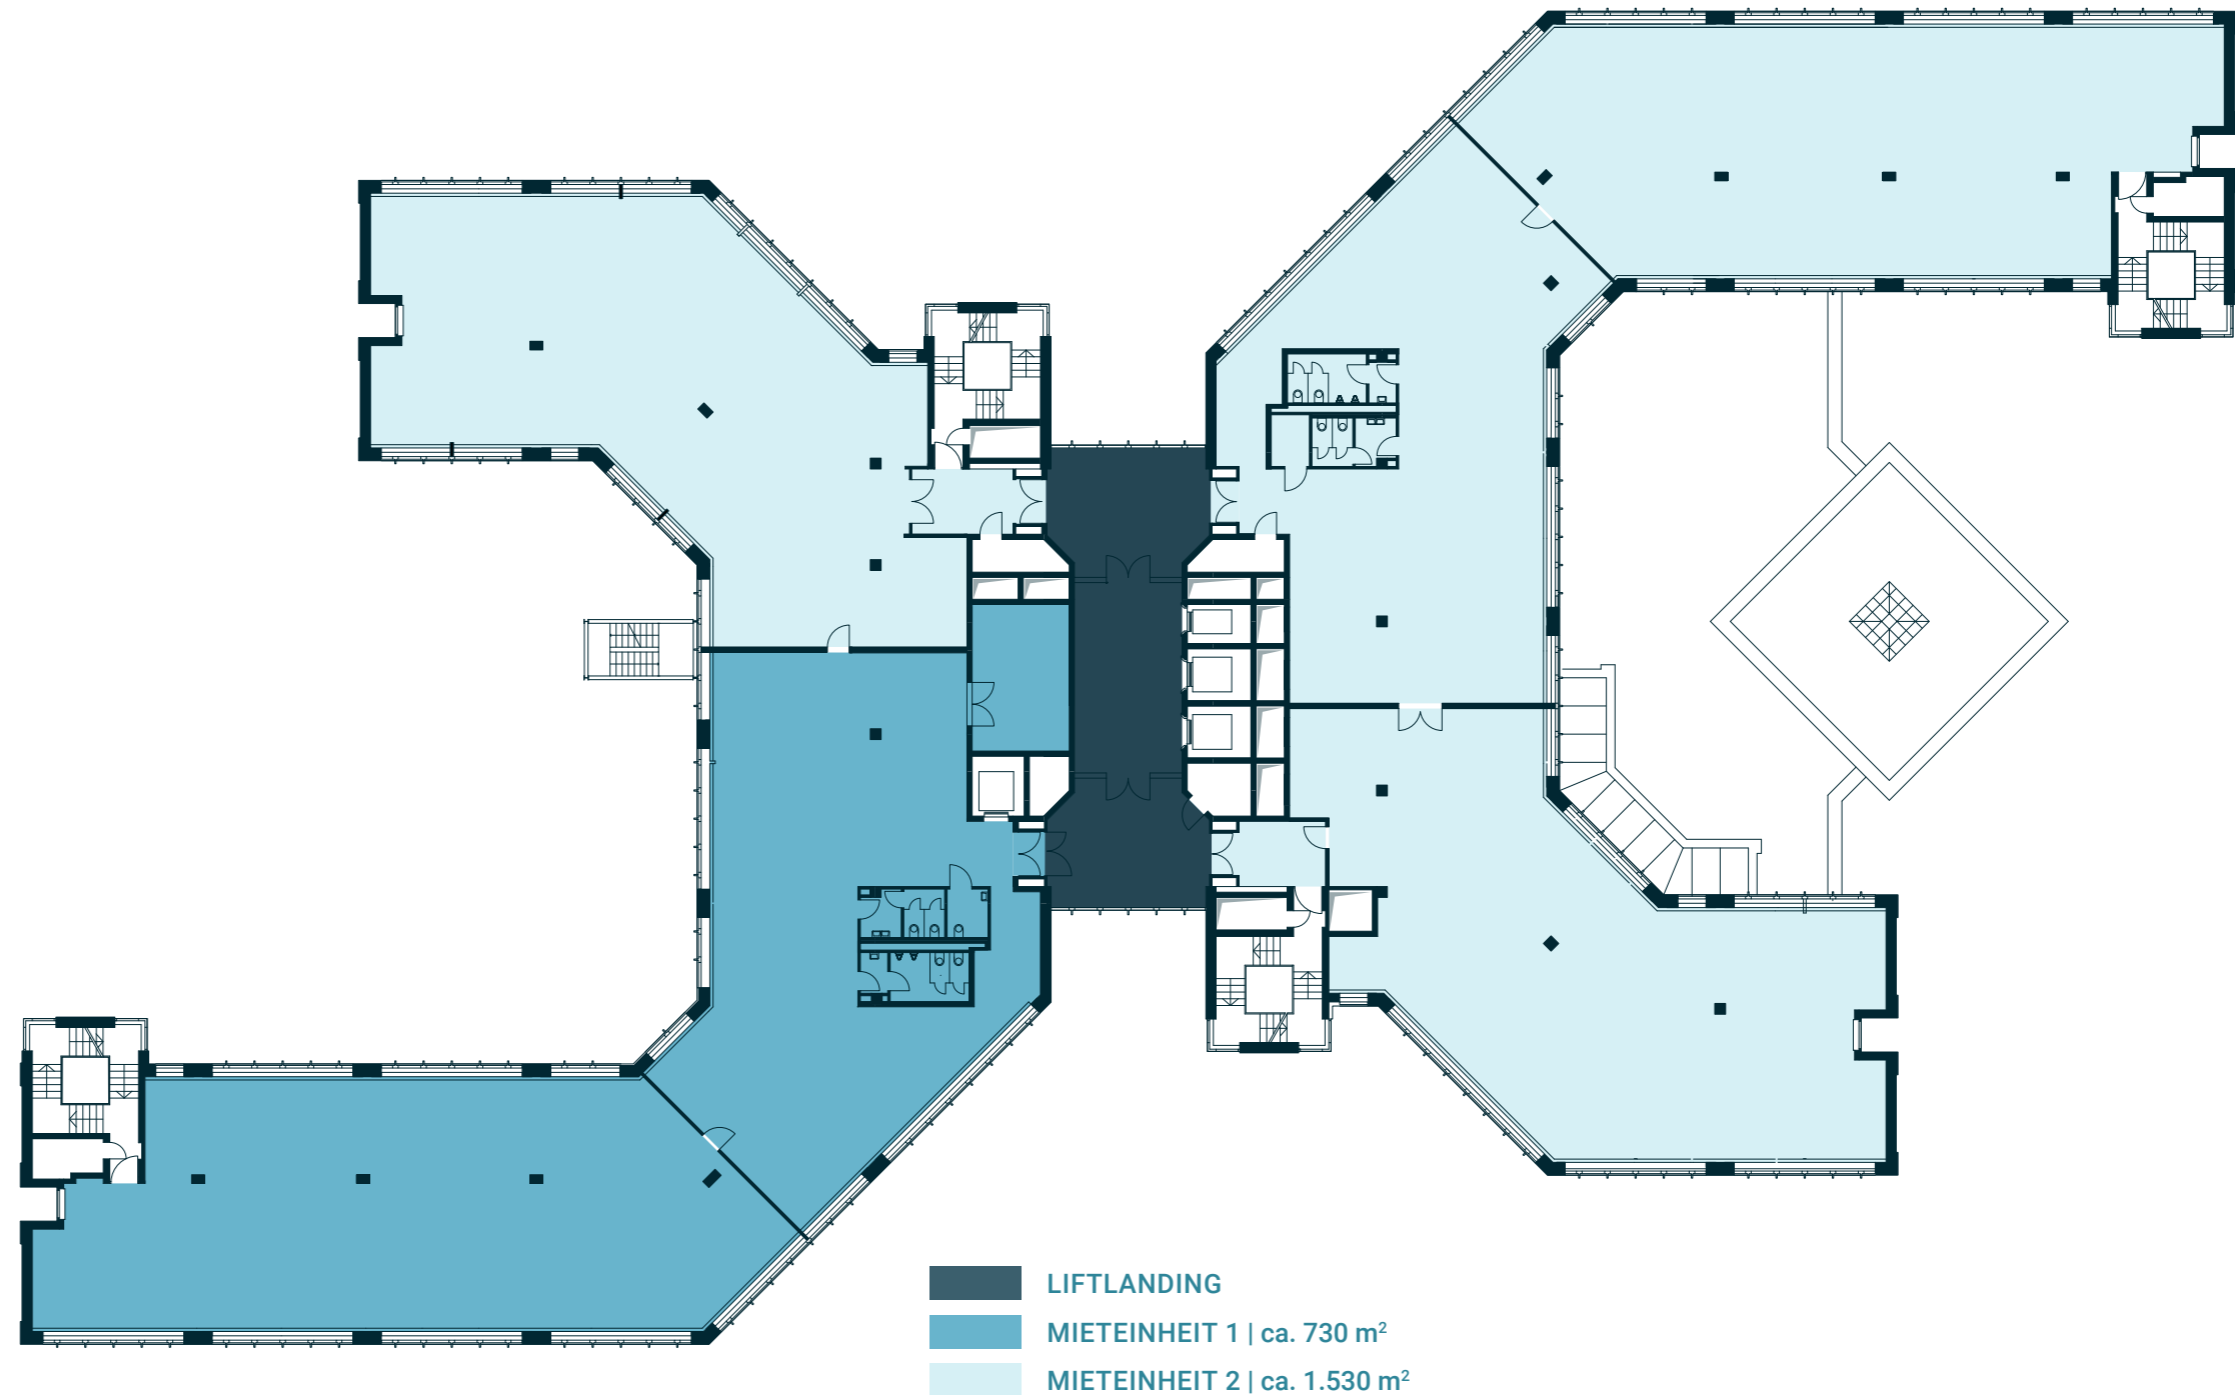 LIFTLANDING
MIETEINHEIT 1 | ca. 730 m²
MIETEINHEIT 2 | ca. 1.530 m²